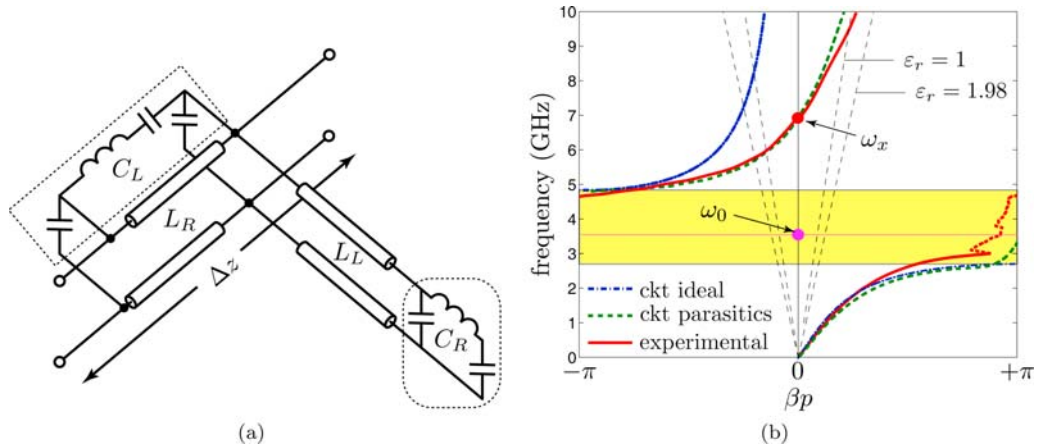 C_L
L_R
L_L
C_R
Δz
(a)
frequency (GHz)
10
9
8
7
6
5
4
3
2
1
0
ε_r = 1
ε_r = 1.98
ω_x
ω_0
ckt ideal
ckt parasitics
experimental
−π
0
+π
βp
(b)